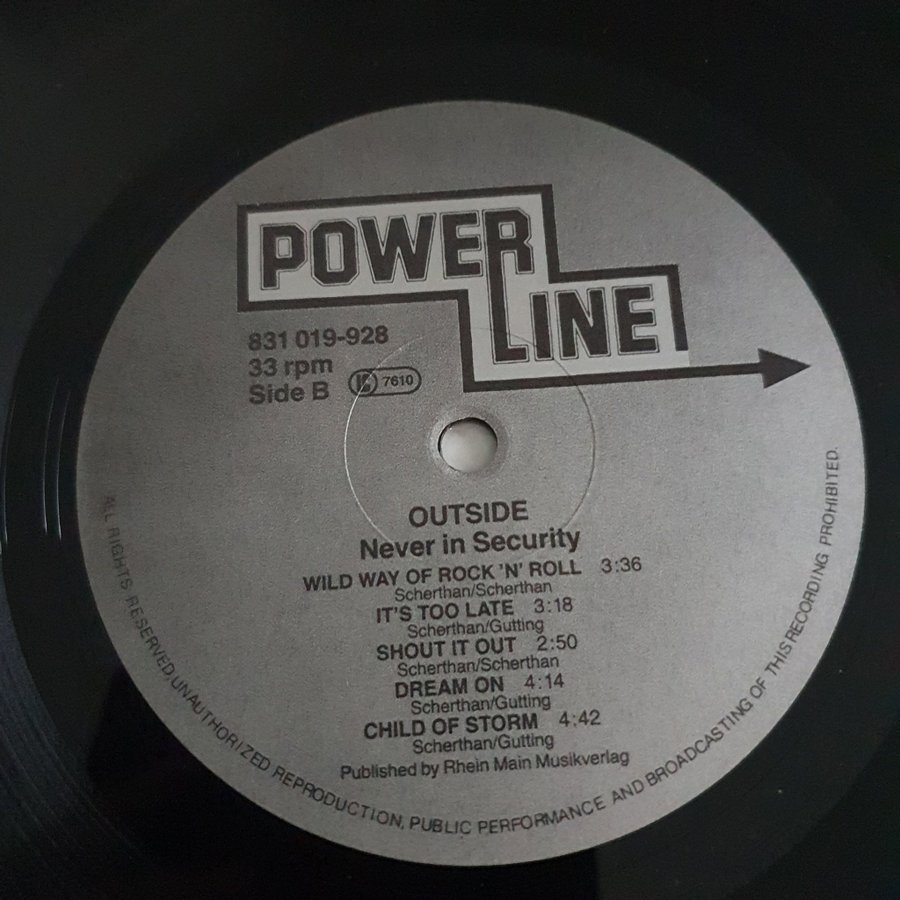 POWER
LINE
831 019-928
33 rpm
Side B
LC 7610
OUTSIDE
Never in Security
WILD WAY OF ROCK 'N' ROLL 3:36
Scherthan/Scherthan
IT'S TOO LATE 3:18
Scherthan/Gutting
SHOUT IT OUT 2:50
Scherthan/Scherthan
DREAM ON 4:14
Scherthan/Gutting
CHILD OF STORM 4:42
Scherthan/Gutting
Published by Rhein Main Musikverlag
ALL RIGHTS RESERVED, UNAUTHORIZED REPRODUCTION, PUBLIC PERFORMANCE AND BROADCASTING OF THIS RECORDING PROHIBITED.